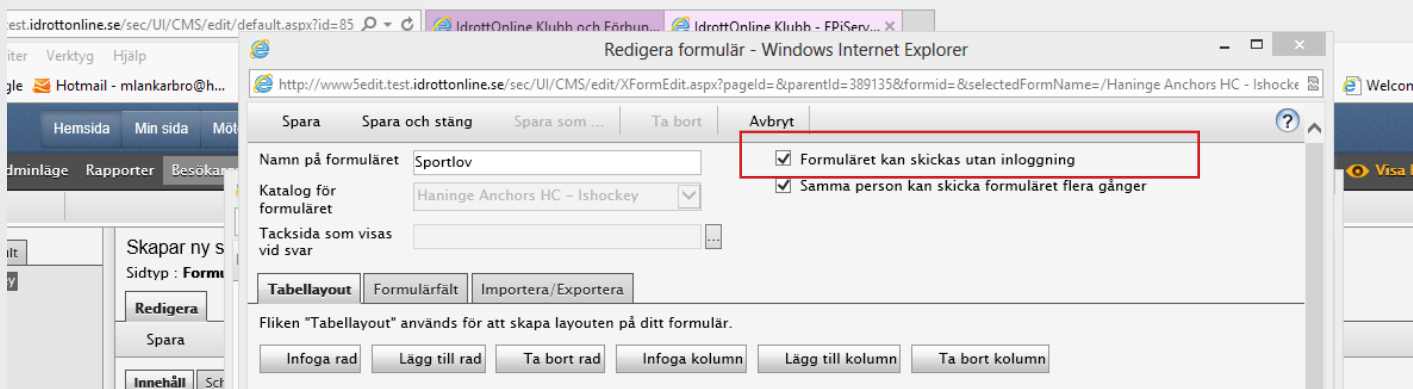 est.idrottonline.se/sec/UI/CMS/edit/default.aspx?id=85
IdrottOnline Klubb och Förbun...
IdrottOnline Klubb - EPiServ...
Verktyg Hjälp
Redigera formulär - Windows Internet Explorer
Hotmail - mlankarbro@h...
http://www5edit.test.idrottonline.se/sec/UI/CMS/edit/XFormEdit.aspx?pageId=&parentId=389135&formid=&selectedFormName=/Haninge Anchors HC - Ishocke
Welcon
Hemsida Min sida Möt
Spara Spara och stäng Spara som ... Ta bort Avbryt
?
dminläge Rapporter Besökar
Visa
Namn på formuläret Sportlov
Formuläret kan skickas utan inloggning
Katalog för formuläret
Haninge Anchors HC - Ishockey
Samma person kan skicka formuläret flera gånger
Tacksida som visas
vid svar
...
Skapar ny s
Sidtyp : Formu
Redigera
Spara
Innehåll Sch
Tabellayout Formulärfält Importera/Exportera
Fliken "Tabellayout" används för att skapa layouten på ditt formulär.
Infoga rad Lägg till rad Ta bort rad Infoga kolumn Lägg till kolumn Ta bort kolumn